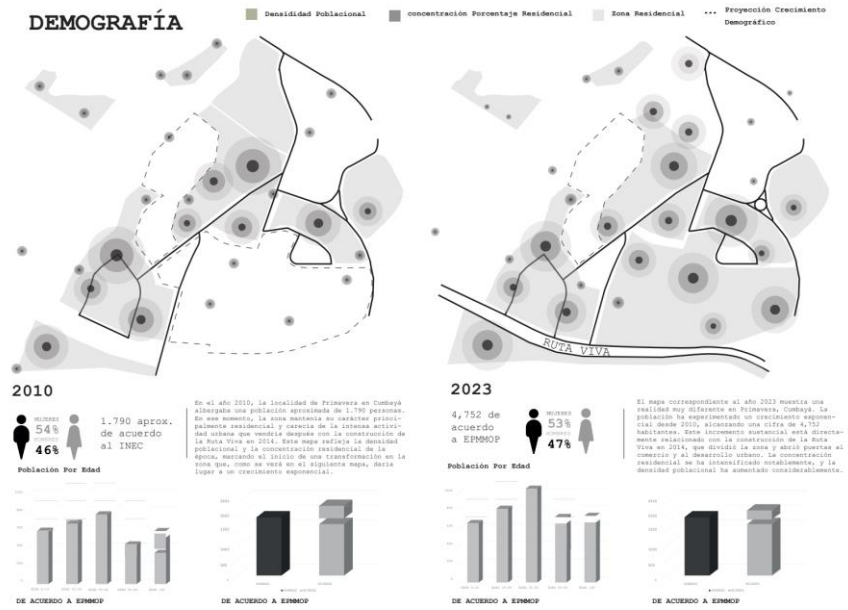 DEMOGRAFÍA
Densididad Poblacional
concentración Porcentaje Residencial
Zona Residencial
Proyección Crecimiento
Demográfico
RUTA VIVA
2010
MUJERES
54%
HOMBRES
46%
1.790 aprox.
de acuerdo
al INEC
En el año 2010, la localidad de Primavera en Cumbayá
albergaba una población aproximada de 1.790 personas.
En ese momento, la zona mantenía su carácter princi-
palmente residencial y carecía de la intensa activi-
dad urbana que vendría después con la construcción de
la Ruta Viva en 2014. Este mapa refleja la densidad
poblacional y la concentración residencial de la
época, marcando el inicio de una transformación en la
zona que, como se verá en el siguiente mapa, daría
lugar a un crecimiento exponencial.
Población Por Edad
DE ACUERDO A EPMMOP
DE ACUERDO A EPMMOP
2023
4,752 de
acuerdo
a EPMMOP
MUJERES
53%
HOMBRES
47%
El mapa correspondiente al año 2023 muestra una
realidad muy diferente en Primavera, Cumbayá. La
población ha experimentado un crecimiento exponen-
cial desde 2010, alcanzando una cifra de 4,752
habitantes. Este incremento sustancial está directa-
mente relacionado con la construcción de la Ruta
Viva en 2014, que dividió la zona y abrió puertas al
comercio y al desarrollo urbano. La concentración
residencial se ha intensificado notablemente, y la
densidad poblacional ha aumentado considerablemente.
Población Por Edad
DE ACUERDO A EPMMOP
DE ACUERDO A EPMMOP